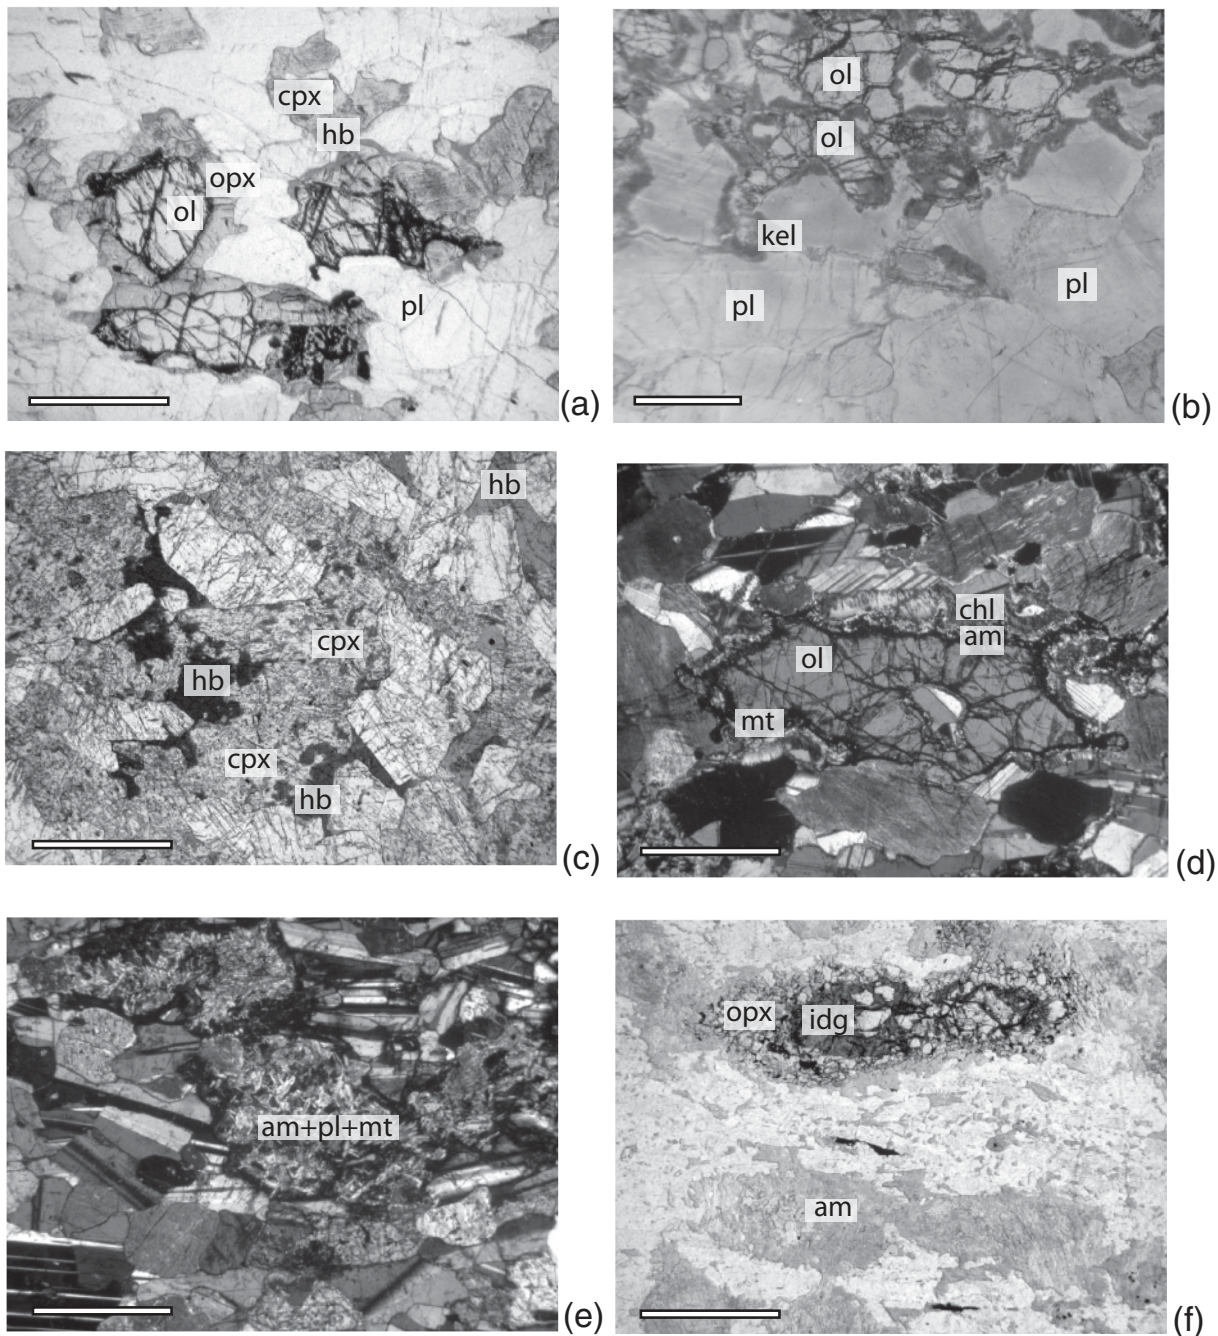 cpx
hb
opx
ol
pl
(a)
ol
ol
kel
pl
pl
(b)
hb
cpx
hb
cpx
hb
(c)
chl
am
ol
mt
(d)
am+pl+mt
(e)
opx
idg
am
(f)